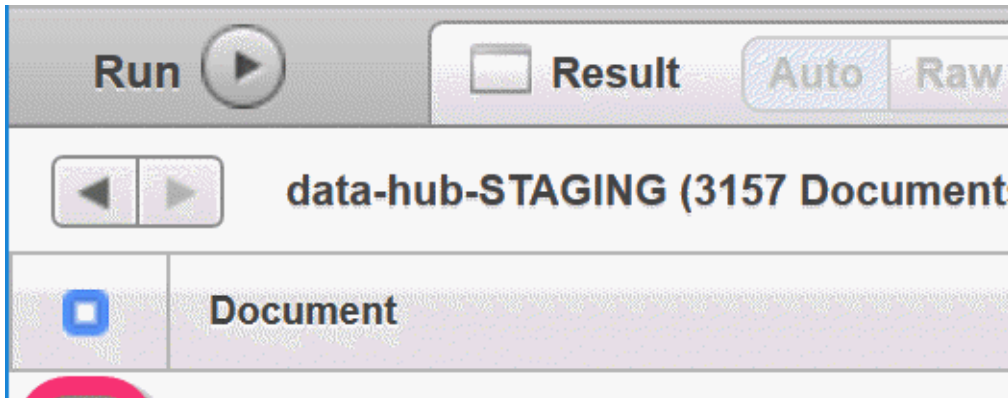 Run Result Auto Raw
data-hub-STAGING (3157 Document
Document